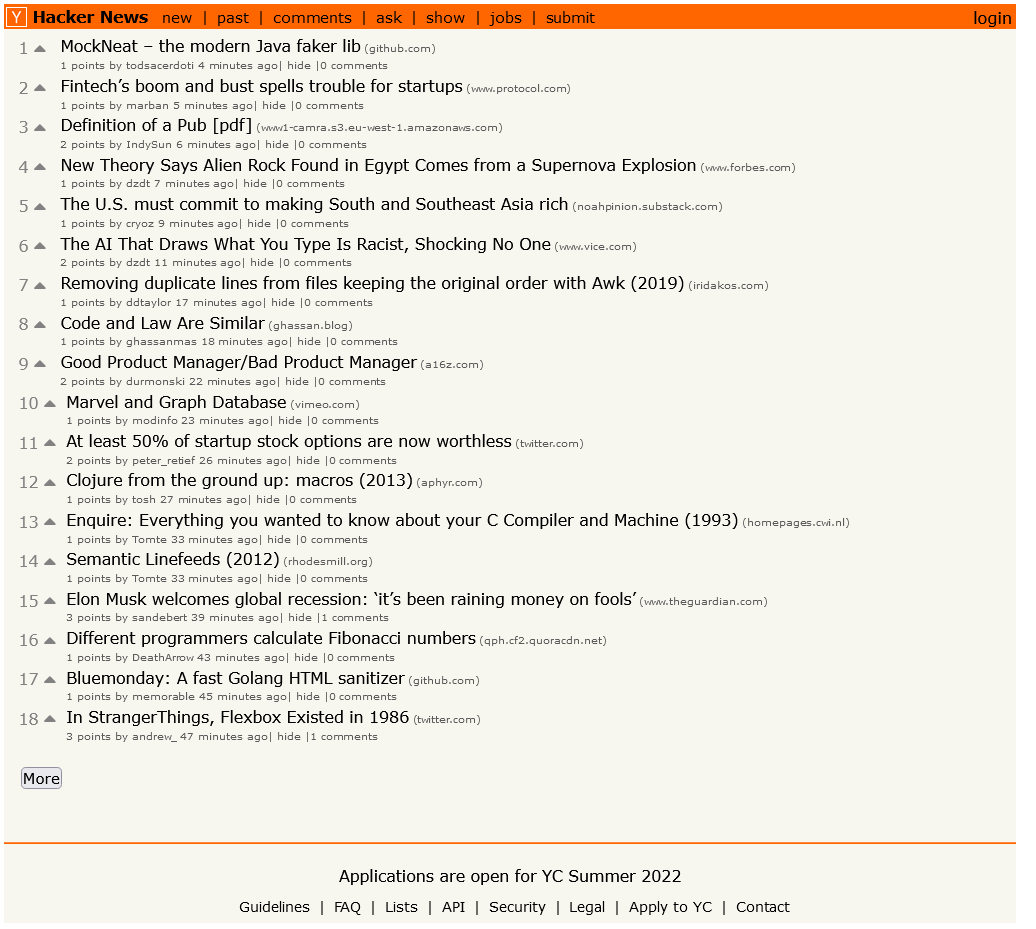 Y Hacker News new | past | comments | ask | show | jobs | submit login
1 MockNeat – the modern Java faker lib (github.com)
1 points by todsacerdoti 4 minutes ago| hide |0 comments
2 Fintech’s boom and bust spells trouble for startups (www.protocol.com)
1 points by marban 5 minutes ago| hide |0 comments
3 Definition of a Pub [pdf] (www1-camra.s3.eu-west-1.amazonaws.com)
2 points by IndySun 6 minutes ago| hide |0 comments
4 New Theory Says Alien Rock Found in Egypt Comes from a Supernova Explosion (www.forbes.com)
1 points by dzdt 7 minutes ago| hide |0 comments
5 The U.S. must commit to making South and Southeast Asia rich (noahpinion.substack.com)
1 points by cryoz 9 minutes ago| hide |0 comments
6 The AI That Draws What You Type Is Racist, Shocking No One (www.vice.com)
2 points by dzdt 11 minutes ago| hide |0 comments
7 Removing duplicate lines from files keeping the original order with Awk (2019) (iridakos.com)
1 points by ddtaylor 17 minutes ago| hide |0 comments
8 Code and Law Are Similar (ghassan.blog)
1 points by ghassanmas 18 minutes ago| hide |0 comments
9 Good Product Manager/Bad Product Manager (a16z.com)
2 points by durmonski 22 minutes ago| hide |0 comments
10 Marvel and Graph Database (vimeo.com)
1 points by modinfo 23 minutes ago| hide |0 comments
11 At least 50% of startup stock options are now worthless (twitter.com)
2 points by peter_retief 26 minutes ago| hide |0 comments
12 Clojure from the ground up: macros (2013) (aphyr.com)
1 points by tosh 27 minutes ago| hide |0 comments
13 Enquire: Everything you wanted to know about your C Compiler and Machine (1993) (homepages.cwi.nl)
1 points by Tomte 33 minutes ago| hide |0 comments
14 Semantic Linefeeds (2012) (rhodesmill.org)
1 points by Tomte 33 minutes ago| hide |0 comments
15 Elon Musk welcomes global recession: ‘it’s been raining money on fools’ (www.theguardian.com)
3 points by sandebert 39 minutes ago| hide |1 comments
16 Different programmers calculate Fibonacci numbers (qph.cf2.quoracdn.net)
1 points by DeathArrow 43 minutes ago| hide |0 comments
17 Bluemonday: A fast Golang HTML sanitizer (github.com)
1 points by memorable 45 minutes ago| hide |0 comments
18 In StrangerThings, Flexbox Existed in 1986 (twitter.com)
3 points by andrew_ 47 minutes ago| hide |1 comments
More
Applications are open for YC Summer 2022
Guidelines | FAQ | Lists | API | Security | Legal | Apply to YC | Contact